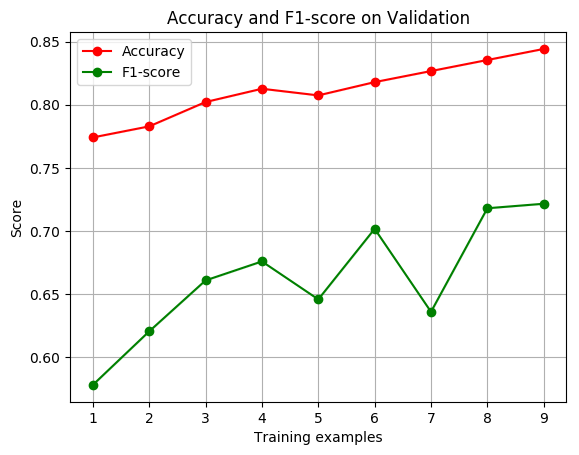 Accuracy and F1-score on Validation
Accuracy
F1-score
0.85
0.80
0.75
0.70
0.65
0.60
Score
1 2 3 4 5 6 7 8 9
Training examples